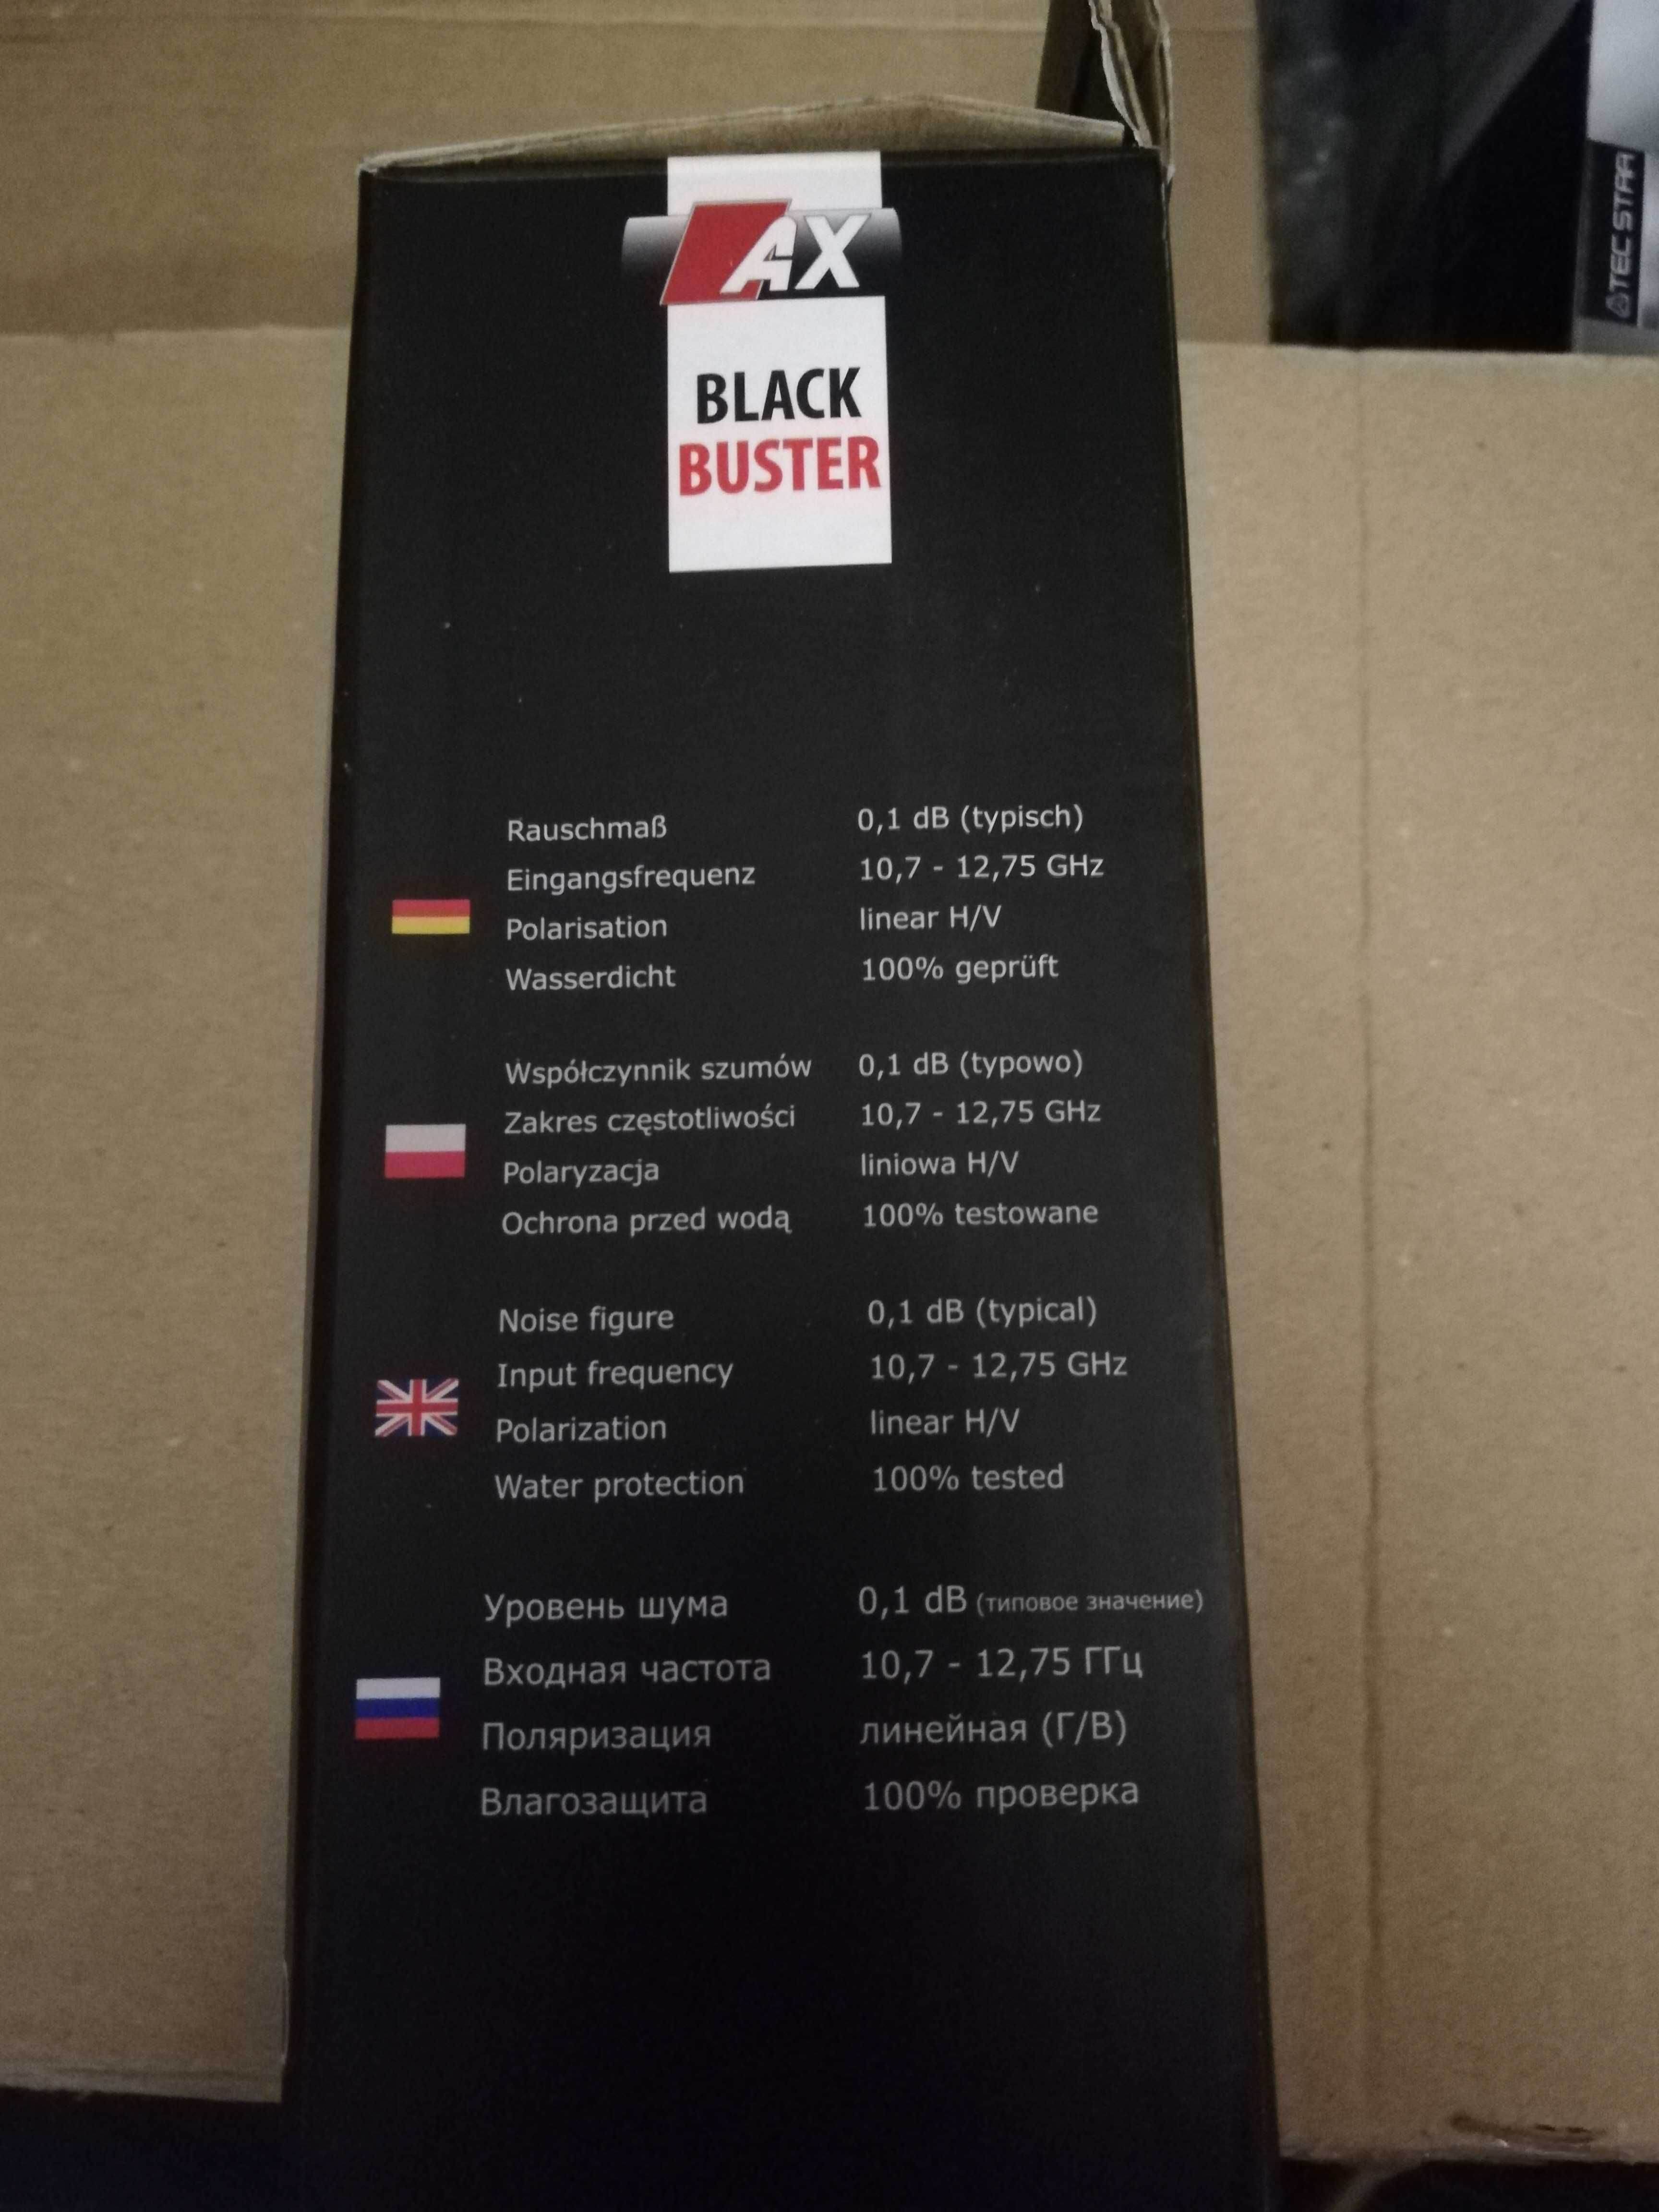 AX
BLACK
BUSTER
TEC STAR
Rauschmaß 0,1 dB (typisch)
Eingangsfrequenz 10,7 - 12,75 GHz
Polarisation linear H/V
Wasserdicht 100% geprüft
Współczynnik szumów 0,1 dB (typowo)
Zakres częstotliwości 10,7 - 12,75 GHz
Polaryzacja liniowa H/V
Ochrona przed wodą 100% testowane
Noise figure 0,1 dB (typical)
Input frequency 10,7 - 12,75 GHz
Polarization linear H/V
Water protection 100% tested
Уровень шума 0,1 dB (типовое значение)
Входная частота 10,7 - 12,75 ГГц
Поляризация линейная (Г/В)
Влагозащита 100% проверка